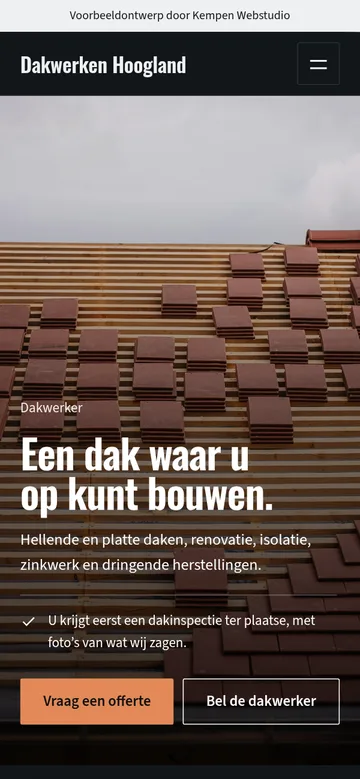 Voorbeeldontwerp door Kempen Webstudio
Dakwerken Hoogland
Dakwerker
Een dak waar u
op kunt bouwen.
Hellende en platte daken, renovatie, isolatie,
zinkwerk en dringende herstellingen.
U krijgt eerst een dakinspectie ter plaatse, met
foto's van wat wij zagen.
Vraag een offerte
Bel de dakwerker